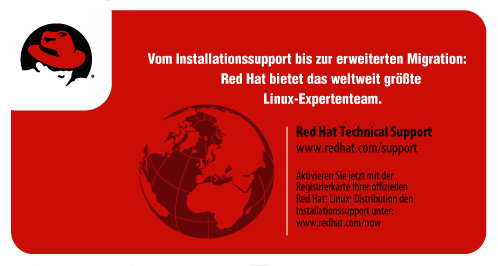 Vom Installationssupport bis zur erweiterten Migration:
Red Hat bietet das weltweit größte
Linux-Expertenteam.
Red Hat Technical Support
www.redhat.com/support
Aktivieren Sie jetzt mit der
Registrierkarte Ihrer offiziellen
Red Hat® Linux® Distribution den
Installationssupport unter:
www.redhat.com/now